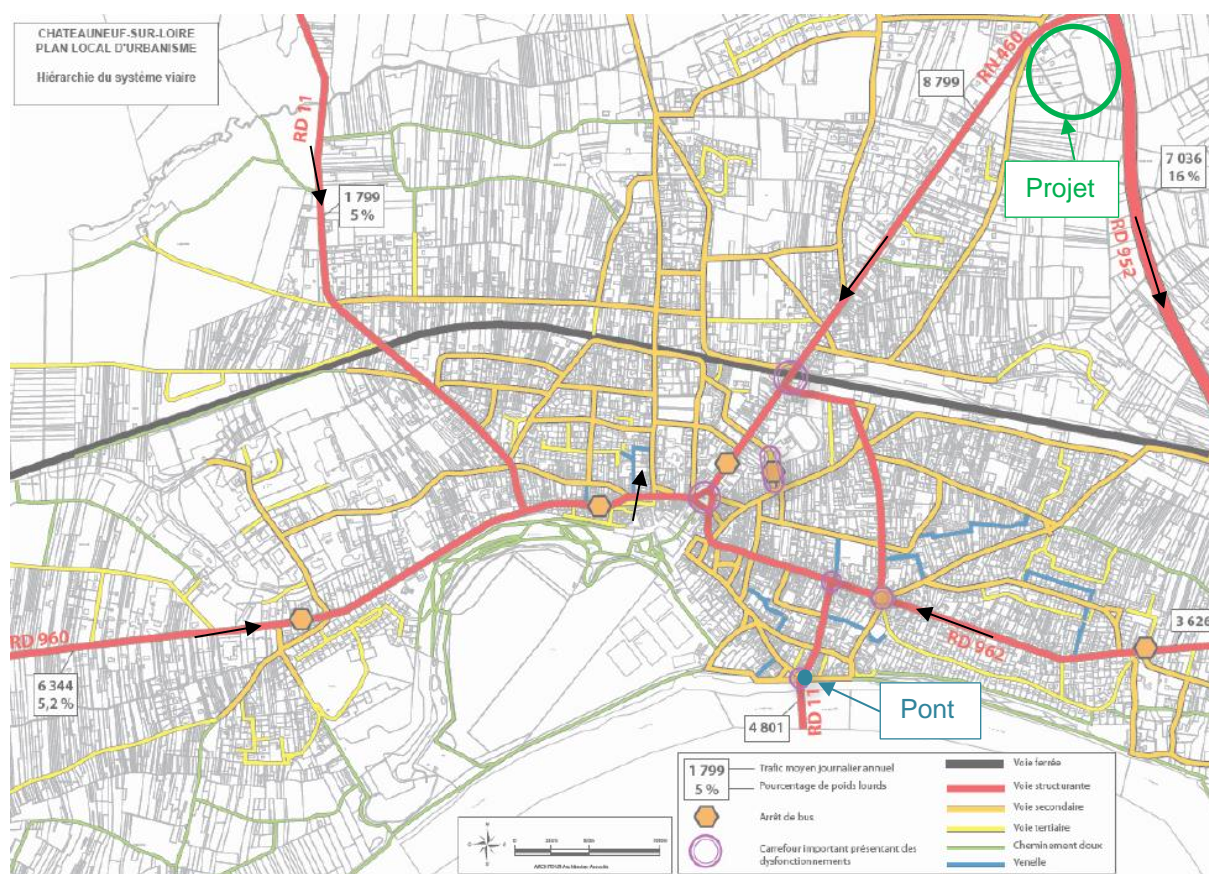 CHATEAUNEUF-SUR-LOIRE
PLAN LOCAL D'URBANISME
Hiérarchie du système viaire
RD 11
1 799
5 %
8 799
RN 460
Projet
7 036
16 %
RD 952
RD 960
6 344
5,2 %
RD 962
3 626
Pont
4 801
RD 11
1 799
5 %
Trafic moyen journalier annuel
Pourcentage de poids lourds
Arrêt de bus
Carrefour important présentant des
dysfonctionnements
Voie ferrée
Voie structurante
Voie secondaire
Voie tertiaire
Cheminement doux
Venelle